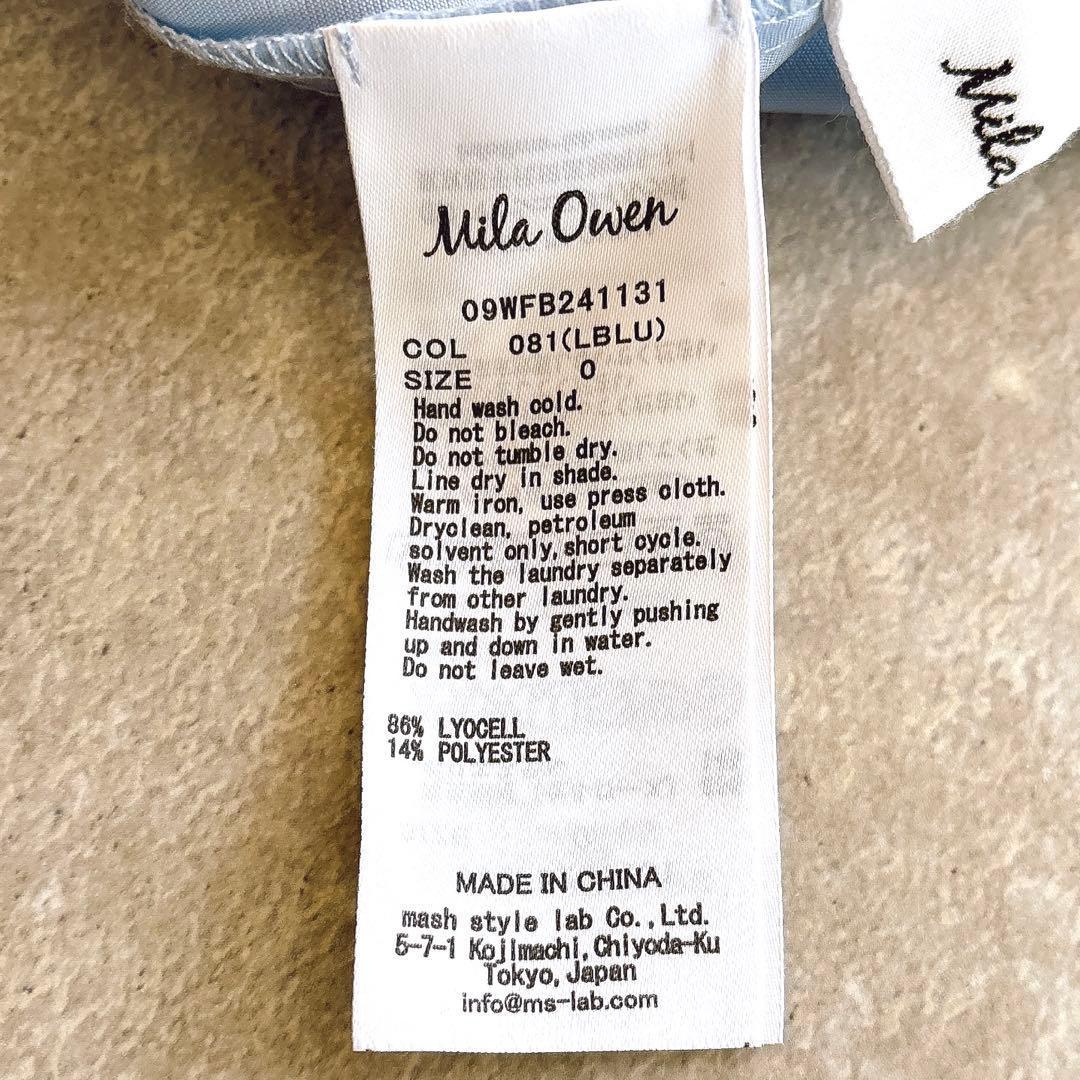 Mila
Mila Owen
09WFB241131
COL 081(LBLU)
SIZE 0
Hand wash cold.
Do not bleach.
Do not tumble dry.
Line dry in shade.
Warm iron, use press cloth.
Dryclean, petroleum
solvent only,short cycle.
Wash the laundry separately
from other laundry.
Handwash by gently pushing
up and down in water.
Do not leave wet.
86% LYOCELL
14% POLYESTER
MADE IN CHINA
mash style lab Co.,Ltd.
5-7-1 Kojimachi,Chiyoda-Ku
Tokyo,Japan
info@ms-lab.com